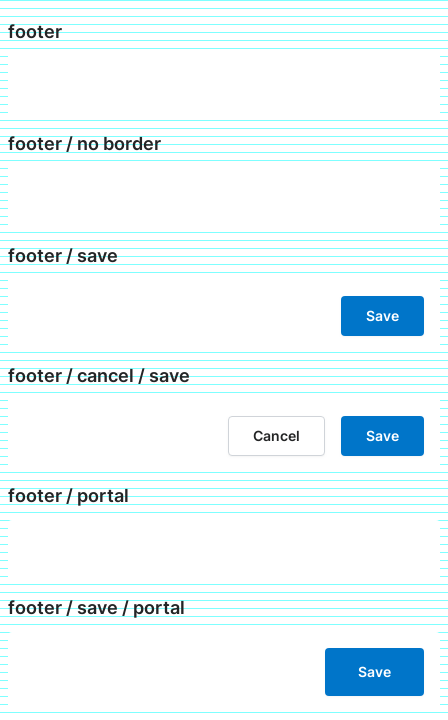 footer
footer / no border
footer / save
Save
footer / cancel / save
Cancel Save
footer / portal
footer / save / portal
Save